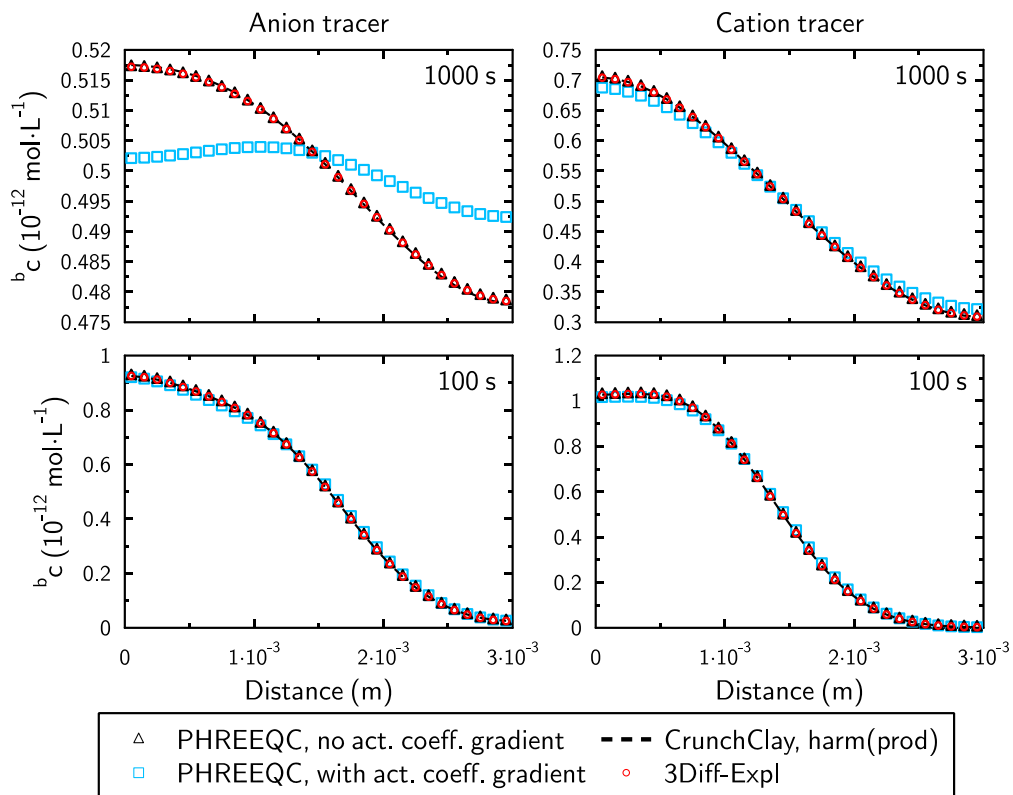 Anion tracer
Cation tracer
0.52
0.515
0.51
0.505
0.5
0.495
0.49
0.485
0.48
0.475
ᵇc (10⁻¹² mol·L⁻¹)
1000 s
0.75
0.7
0.65
0.6
0.55
0.5
0.45
0.4
0.35
0.3
1000 s
1
0.8
0.6
0.4
0.2
0
ᵇc (10⁻¹² mol·L⁻¹)
100 s
1.2
1
0.8
0.6
0.4
0.2
0
100 s
0 1·10⁻³ 2·10⁻³ 3·10⁻³
0 1·10⁻³ 2·10⁻³ 3·10⁻³
Distance (m)
Distance (m)
PHREEQC, no act. coeff. gradient
CrunchClay, harm(prod)
PHREEQC, with act. coeff. gradient
3Diff-Expl